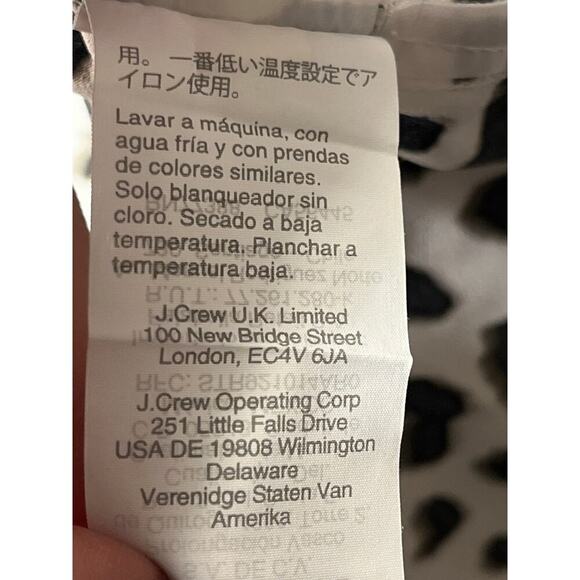 用。一番低い温度設定でア
イロン使用。
Lavar a máquina, con
agua fría y con prendas
de colores similares.
Solo blanqueador sin
cloro. Secado a baja
temperatura. Planchar a
temperatura baja.
J.Crew U.K. Limited
100 New Bridge Street
London, EC4V 6JA
J.Crew Operating Corp
251 Little Falls Drive
USA DE 19808 Wilmington
Delaware
Verenidge Staten Van
Amerika